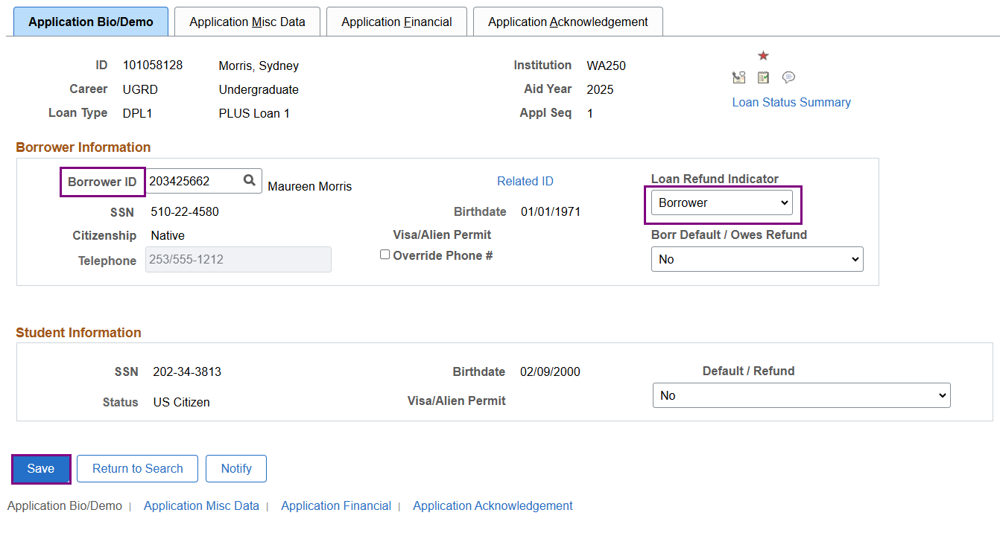 Application Bio/Demo Application Misc Data Application Financial Application Acknowledgement
ID 101058128 Morris, Sydney Institution WA250
Career UGRD Undergraduate Aid Year 2025
Loan Type DPL1 PLUS Loan 1 Appl Seq 1
Loan Status Summary
Borrower Information
Borrower ID 203425662 Maureen Morris Related ID Loan Refund Indicator
Borrower
SSN 510-22-4580 Birthdate 01/01/1971
Citizenship Native Visa/Alien Permit Borr Default / Owes Refund
Telephone 253/555-1212 Override Phone # No
Student Information
SSN 202-34-3813 Birthdate 02/09/2000 Default / Refund
Status US Citizen Visa/Alien Permit No
Save Return to Search Notify
Application Bio/Demo | Application Misc Data | Application Financial | Application Acknowledgement